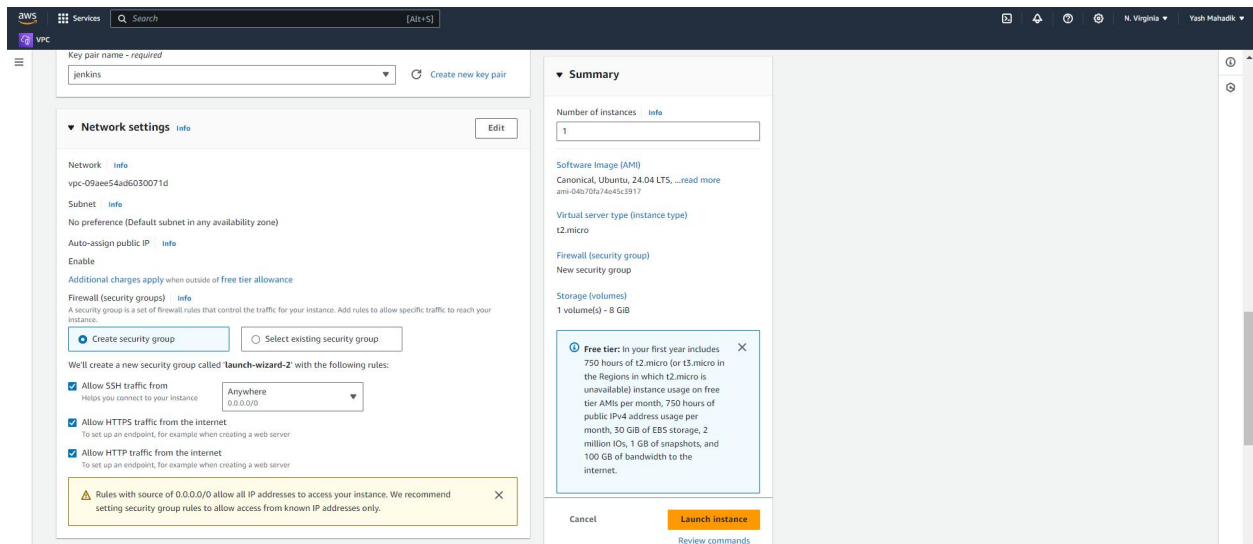 aws
Services
Search
[Alt+S]
N. Virginia
Yash Mahadik
VPC
Key pair name - required
jenkins
Create new key pair
Network settings Info
Edit
Network Info
vpc-09aee54ad6030071d
Subnet Info
No preference (Default subnet in any availability zone)
Auto-assign public IP Info
Enable
Additional charges apply when outside of free tier allowance
Firewall (security groups) Info
A security group is a set of firewall rules that control the traffic for your instance. Add rules to allow specific traffic to reach your
instance.
Create security group
Select existing security group
We'll create a new security group called 'launch-wizard-2' with the following rules:
Allow SSH traffic from
Helps you connect to your instance
Anywhere
0.0.0.0/0
Allow HTTPS traffic from the internet
To set up an endpoint, for example when creating a web server
Allow HTTP traffic from the internet
To set up an endpoint, for example when creating a web server
Rules with source of 0.0.0.0/0 allow all IP addresses to access your instance. We recommend
setting security group rules to allow access from known IP addresses only.
Summary
Number of instances Info
1
Software Image (AMI)
Canonical, Ubuntu, 24.04 LTS, ...read more
ami-04b70fa74e45c3917
Virtual server type (instance type)
t2.micro
Firewall (security group)
New security group
Storage (volumes)
1 volume(s) - 8 GiB
Free tier: In your first year includes
750 hours of t2.micro (or t3.micro in
the Regions in which t2.micro is
unavailable) instance usage on free
tier AMIs per month, 750 hours of
public IPv4 address usage per
month, 30 GiB of EBS storage, 2
million IOs, 1 GB of snapshots, and
100 GB of bandwidth to the
internet.
Cancel
Launch instance
Review commands